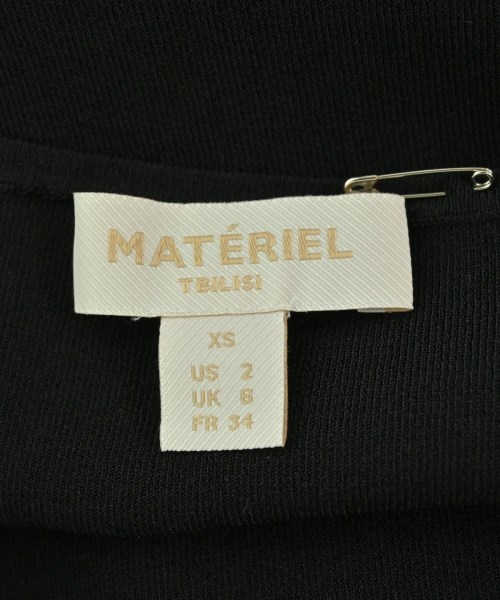 MATÉRIEL
TBILISI
XS
US 2
UK 6
FR 34